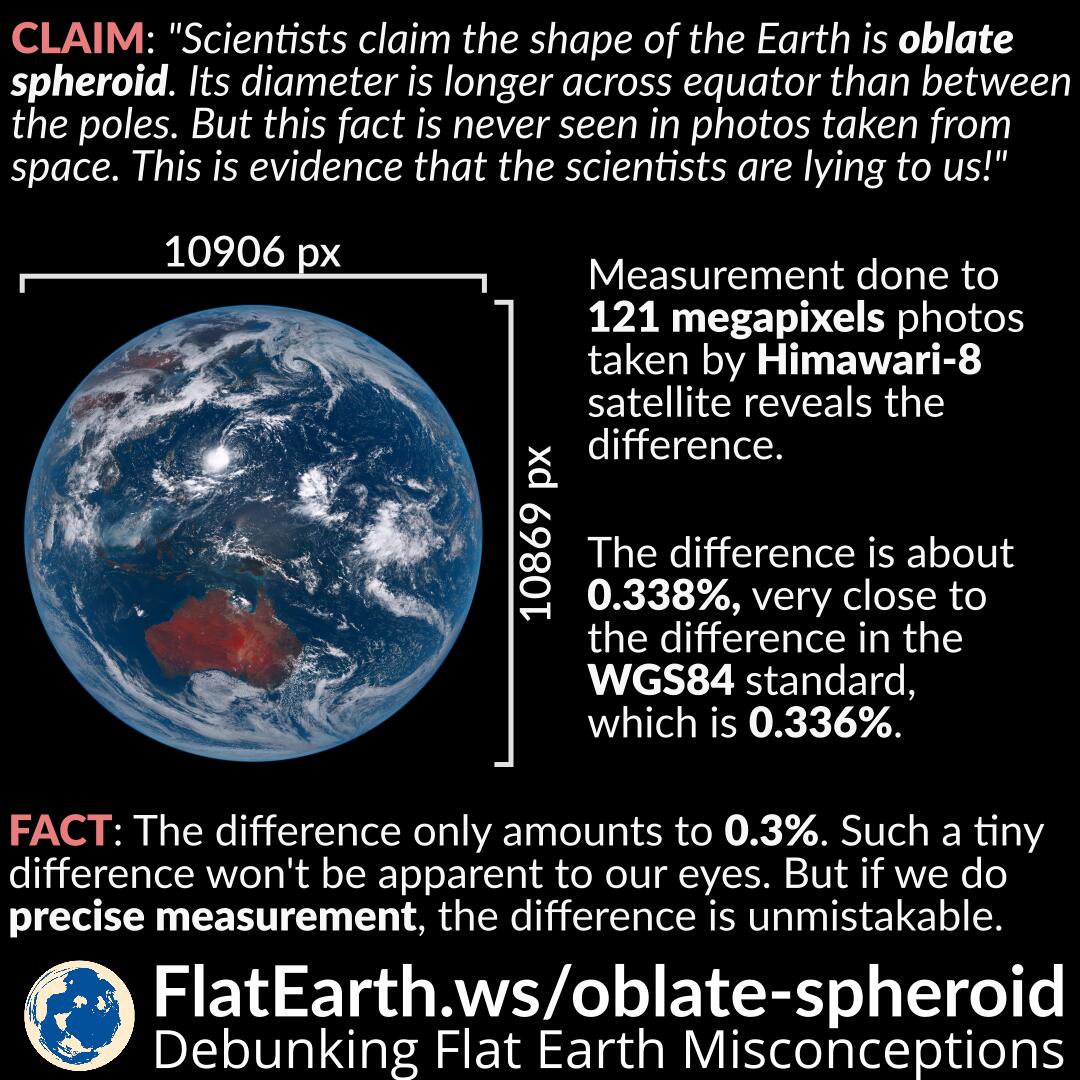 CLAIM: "Scientists claim the shape of the Earth is oblate
spheroid. Its diameter is longer across equator than between
the poles. But this fact is never seen in photos taken from
space. This is evidence that the scientists are lying to us!"
10906 px
10869 px
Measurement done to
121 megapixels photos
taken by Himawari-8
satellite reveals the
difference.
The difference is about
0.338%, very close to
the difference in the
WGS84 standard,
which is 0.336%.
FACT: The difference only amounts to 0.3%. Such a tiny
difference won't be apparent to our eyes. But if we do
precise measurement, the difference is unmistakable.
FlatEarth.ws/oblate-spheroid
Debunking Flat Earth Misconceptions